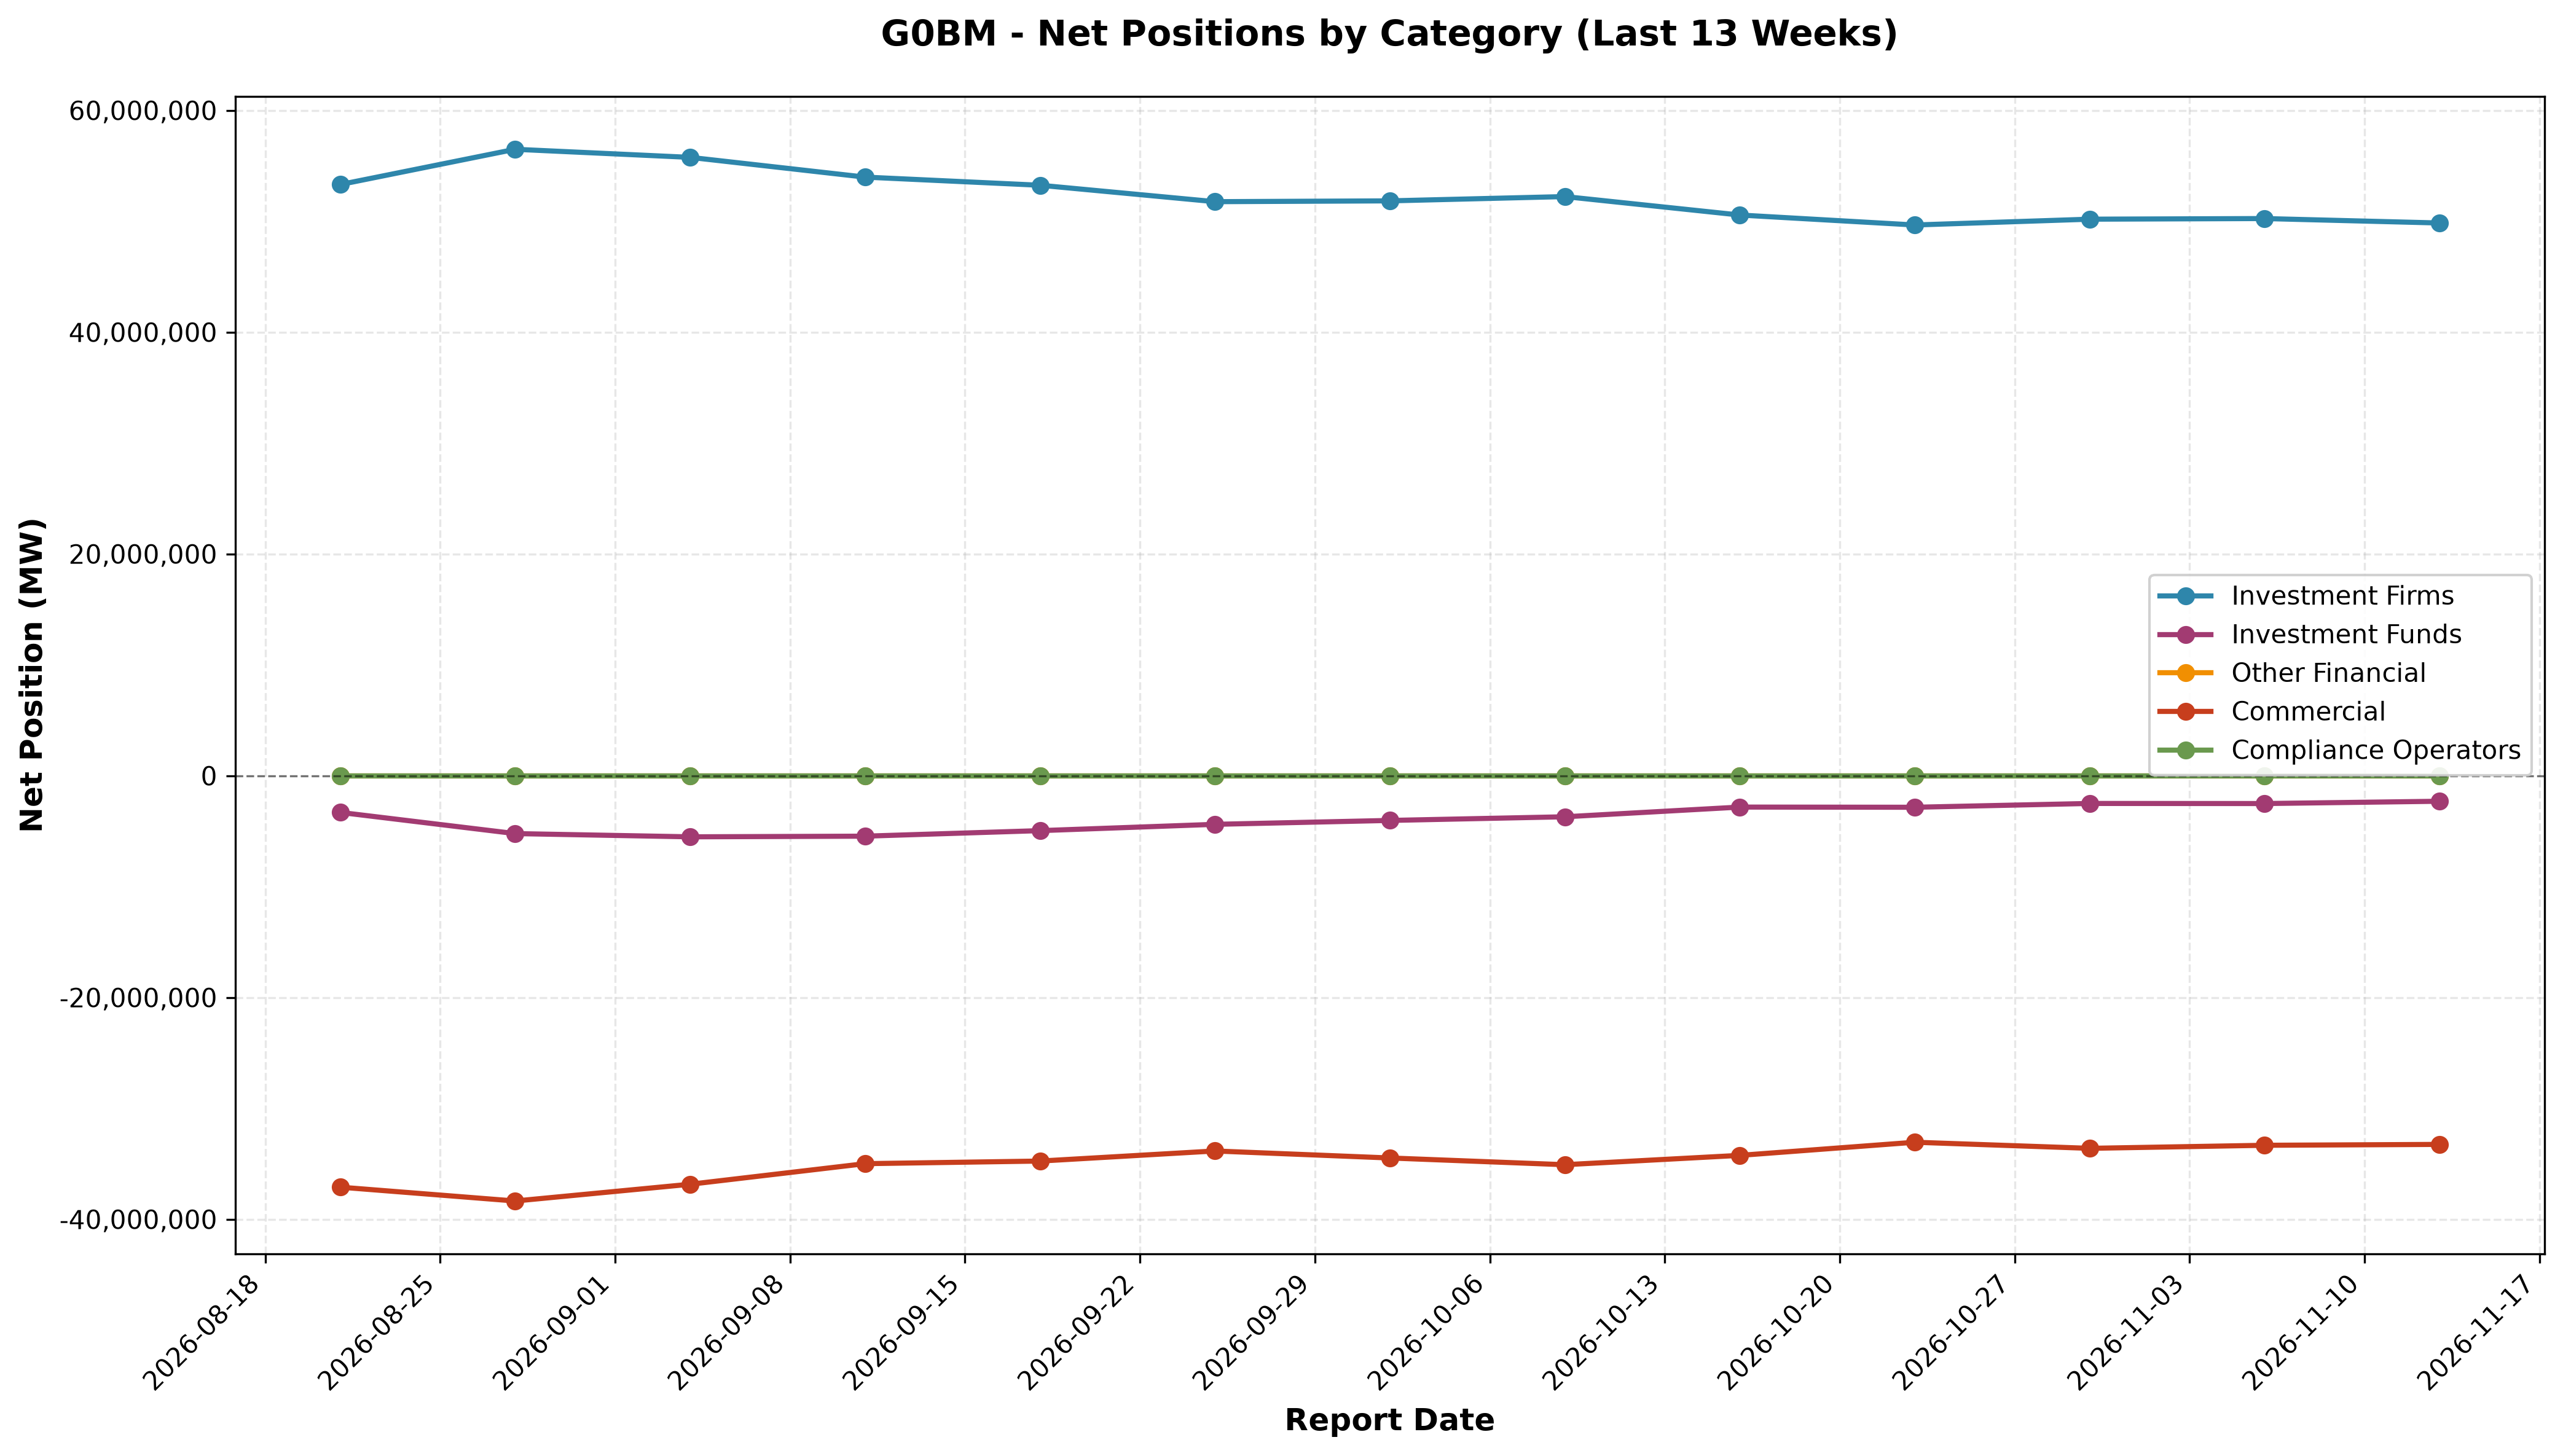 G0BM - Net Positions by Category (Last 13 Weeks)
60,000,000
40,000,000
20,000,000
0
-20,000,000
-40,000,000
Net Position (MW)
Investment Firms
Investment Funds
Other Financial
Commercial
Compliance Operators
2026-08-18
2026-08-25
2026-09-01
2026-09-08
2026-09-15
2026-09-22
2026-09-29
2026-10-06
2026-10-13
2026-10-20
2026-10-27
2026-11-03
2026-11-10
2026-11-17
Report Date